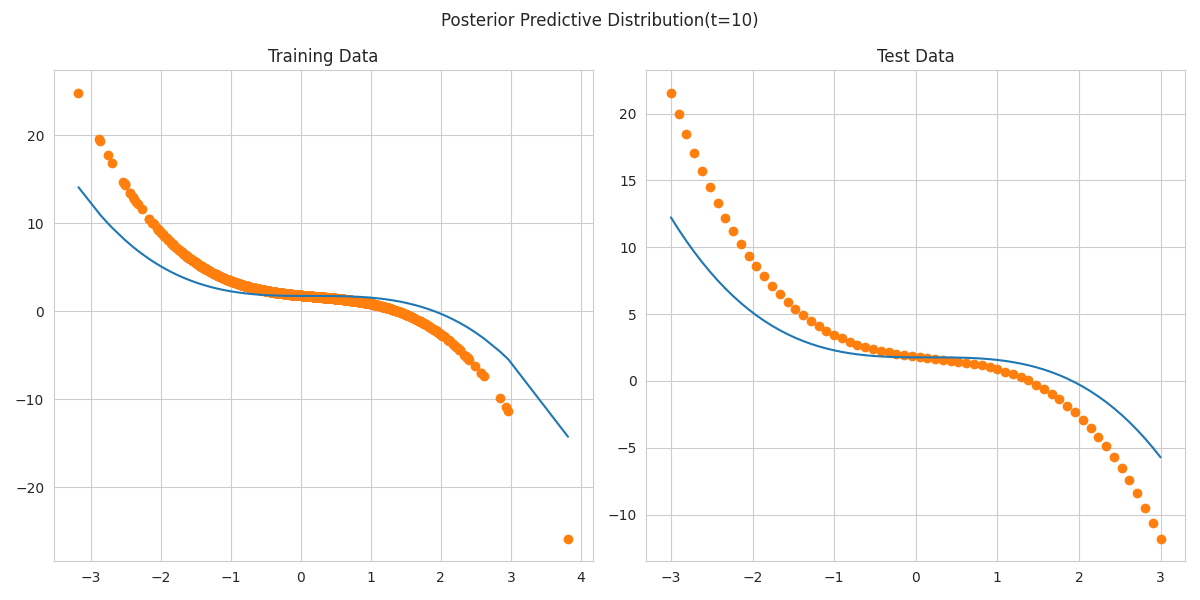 Posterior Predictive Distribution(t=10)
Training Data
20
10
0
−10
−20
−3 −2 −1 0 1 2 3 4
Test Data
20
15
10
5
0
−5
−10
−3 −2 −1 0 1 2 3